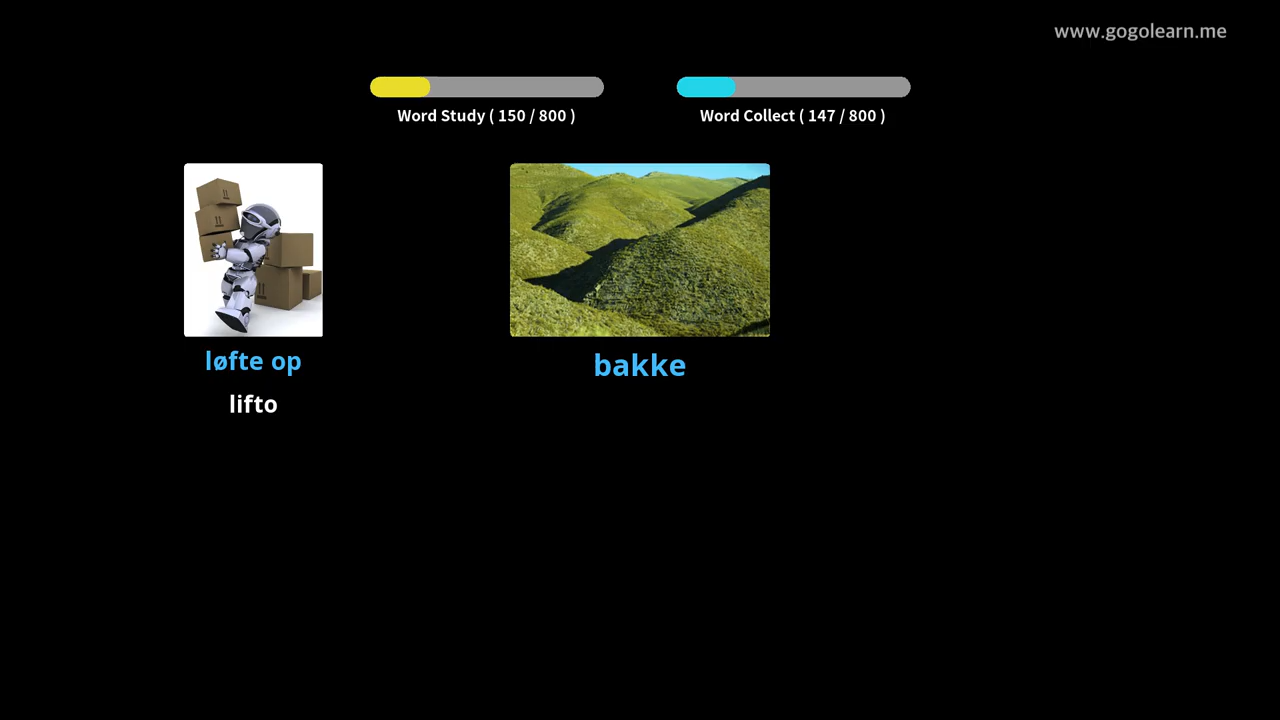 www.gogolearn.me
Word Study ( 150 / 800 )
Word Collect ( 147 / 800 )
løfte op
lifto
bakke